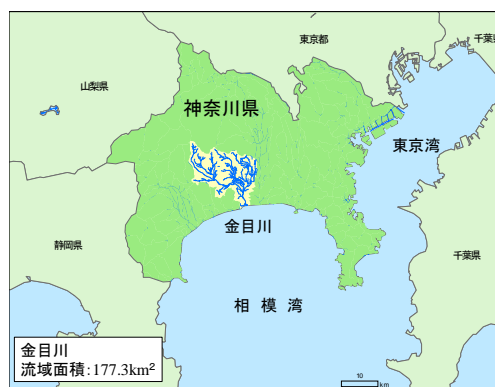 東京都
千葉県
山梨県
神奈川県
東京湾
金目川
静岡県
千葉県
相模湾
金目川
流域面積:177.3km²
10
km